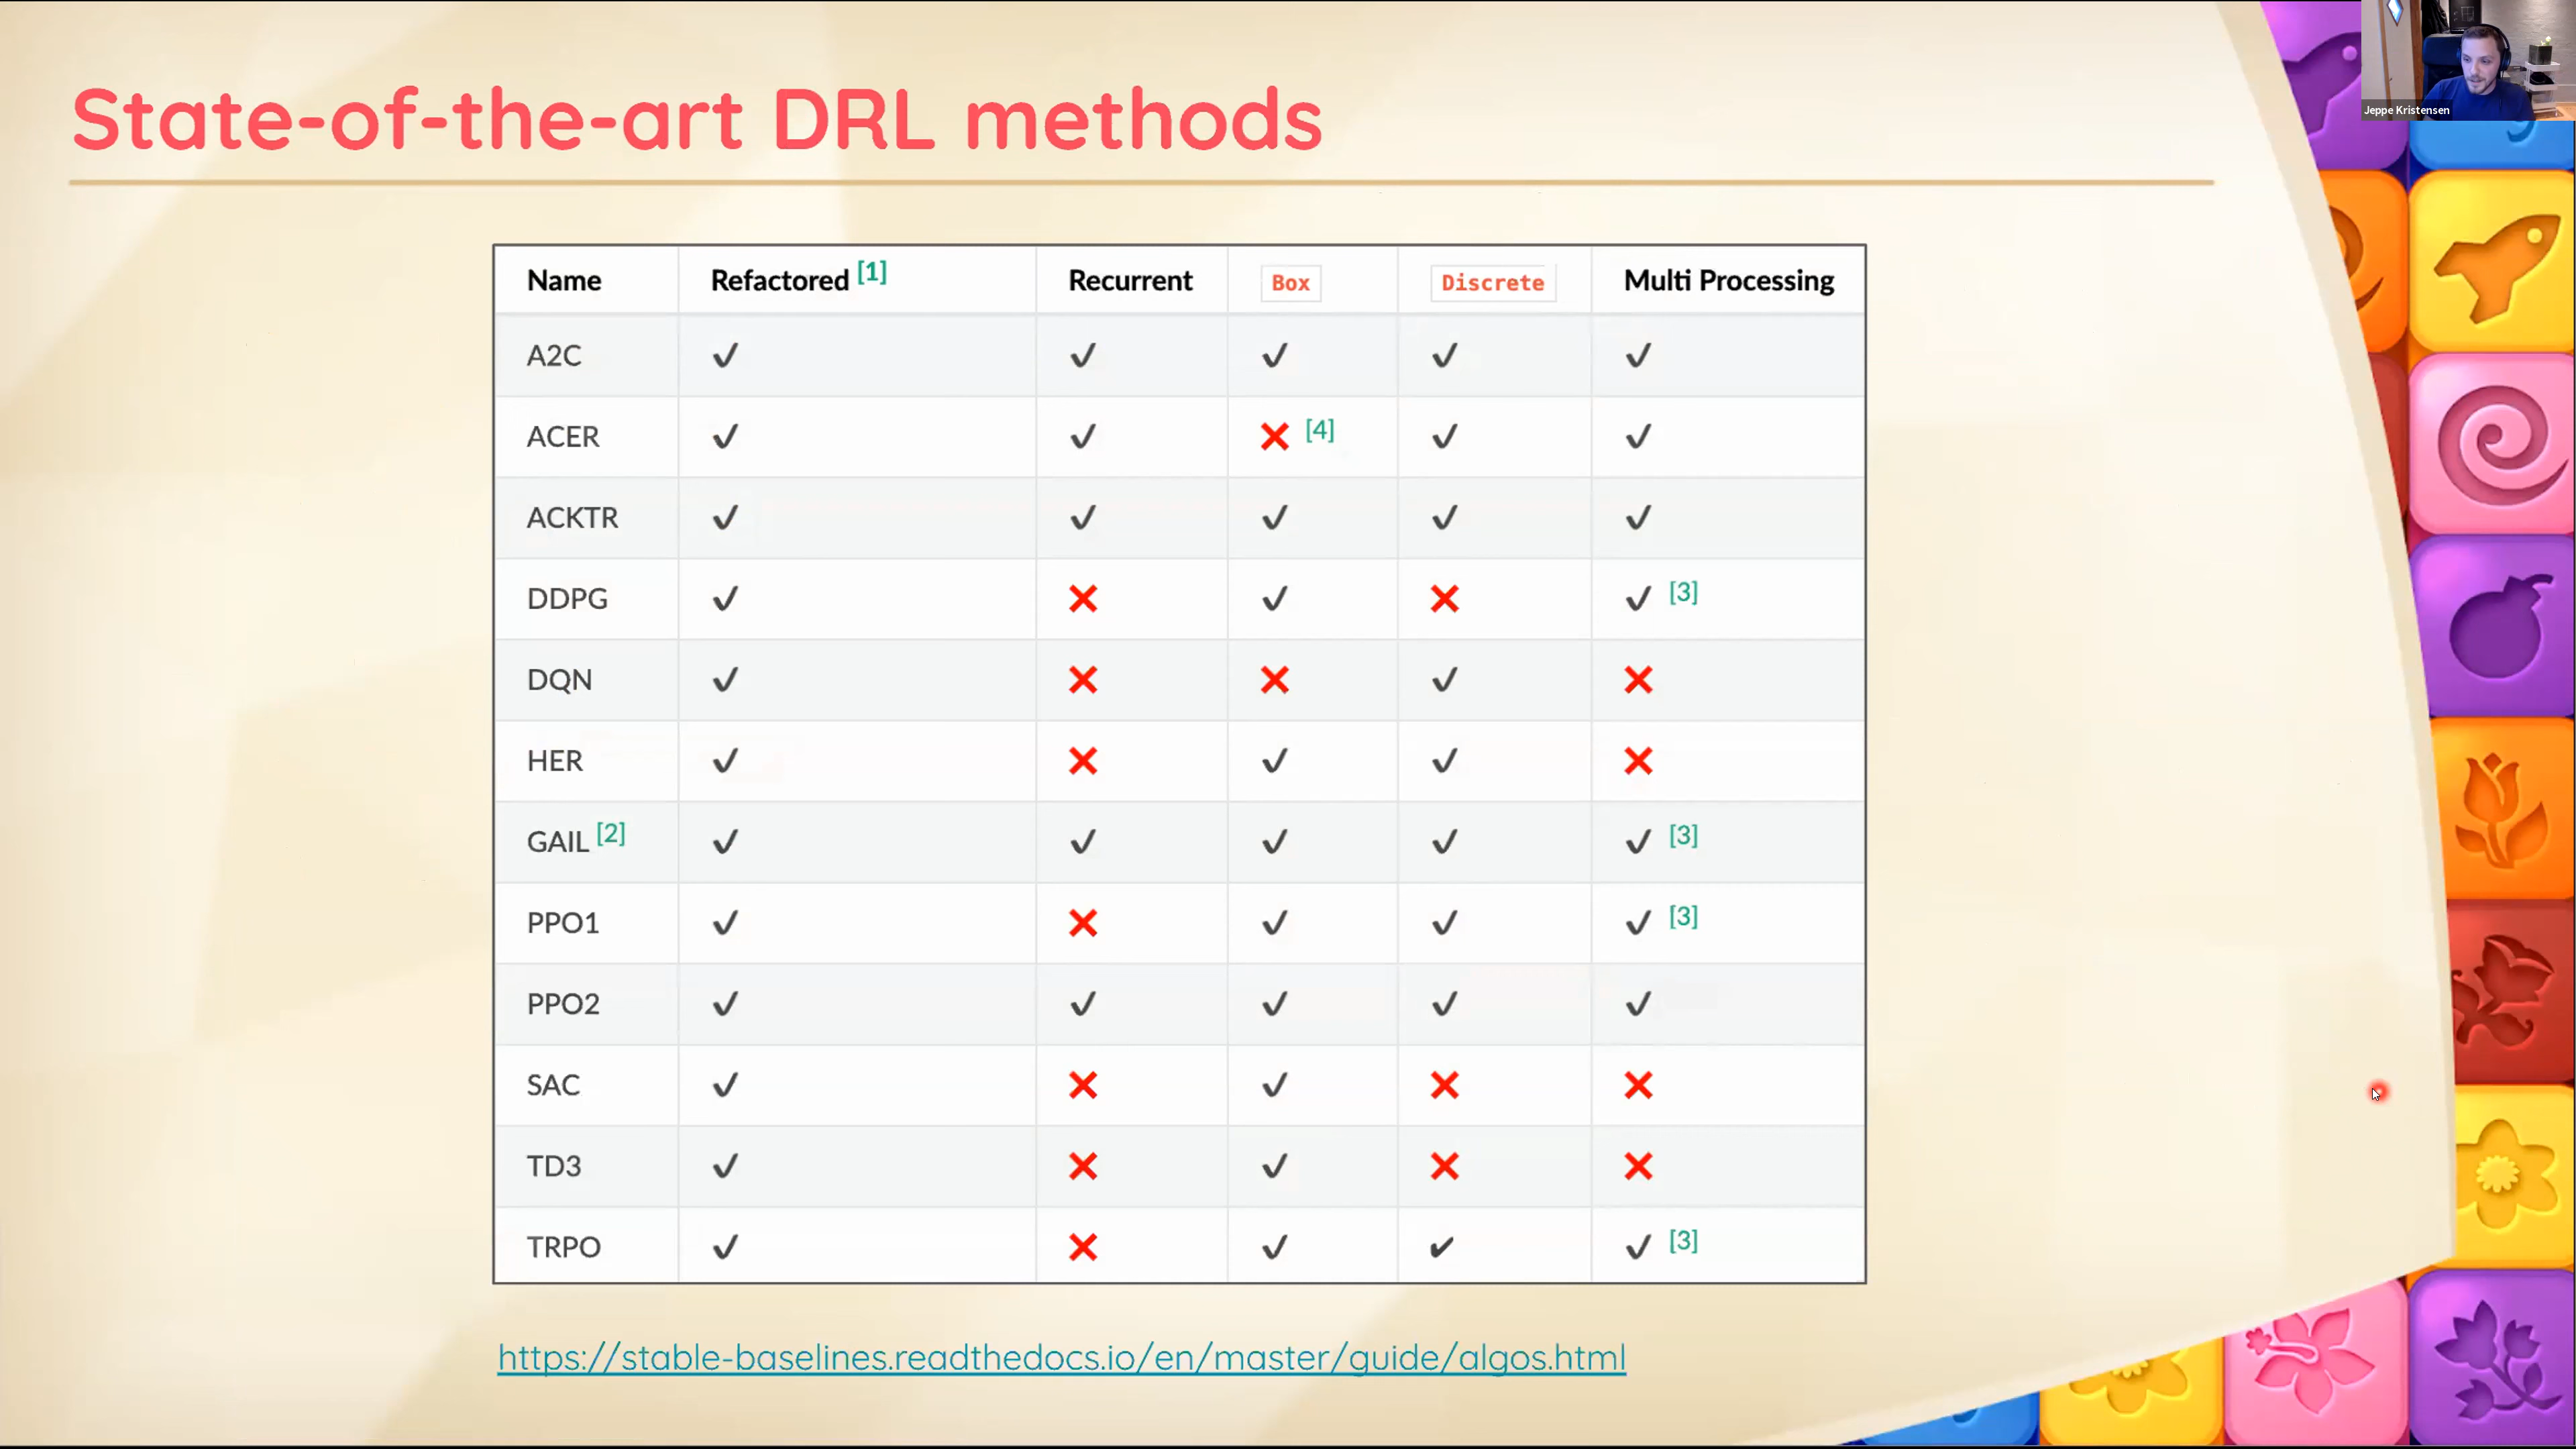 State-of-the-art DRL methods
Jeppe Kristensen
Name Refactored [1] Recurrent Box Discrete Multi Processing
A2C ✓ ✓ ✓ ✓ ✓
ACER ✓ ✓ ❌ [4] ✓ ✓
ACKTR ✓ ✓ ✓ ✓ ✓
DDPG ✓ ❌ ✓ ❌ ✓ [3]
DQN ✓ ❌ ❌ ✓ ❌
HER ✓ ❌ ✓ ✓ ❌
GAIL [2] ✓ ✓ ✓ ✓ ✓ [3]
PPO1 ✓ ❌ ✓ ✓ ✓ [3]
PPO2 ✓ ✓ ✓ ✓ ✓
SAC ✓ ❌ ✓ ❌ ❌
TD3 ✓ ❌ ✓ ❌ ❌
TRPO ✓ ❌ ✓ ✔ ✓ [3]
https://stable-baselines.readthedocs.io/en/master/guide/algos.html